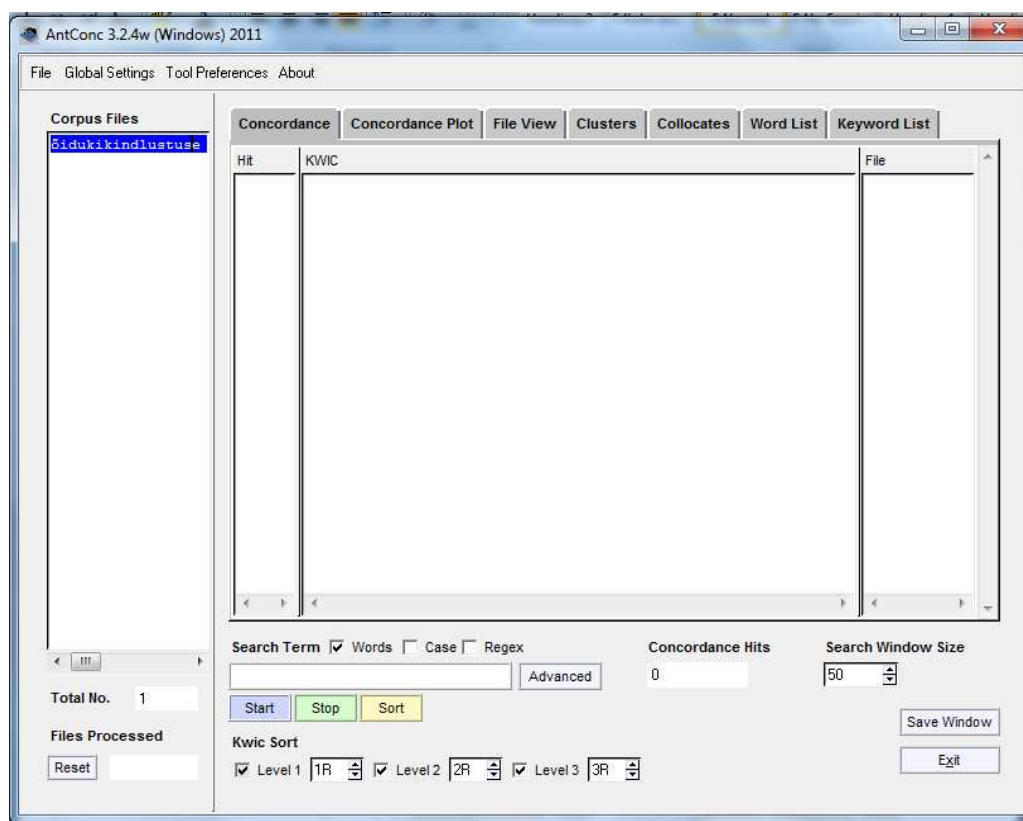 AntConc 3.2.4w (Windows) 2011
File Global Settings Tool Preferences About
Corpus Files
õidukikindlustuse
Concordance Concordance Plot File View Clusters Collocates Word List Keyword List
Hit KWIC File
Search Term Words Case Regex
Concordance Hits
Search Window Size
Advanced
0
50
Total No. 1
Start Stop Sort
Files Processed
Reset
Kwic Sort
Level 1 1R Level 2 2R Level 3 3R
Save Window
Exit